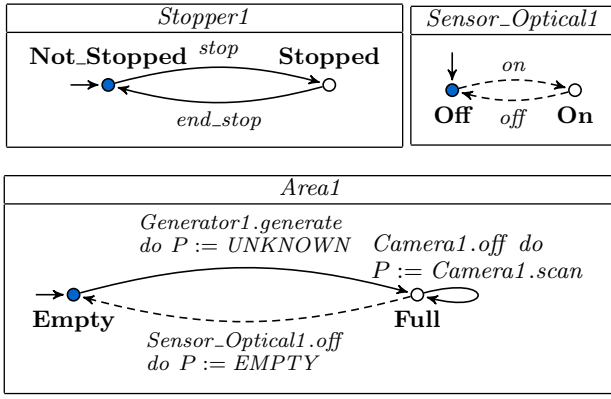 Stopper1
Not_Stopped
stop
Stopped
end_stop
Sensor_Optical1
on
Off
off
On
Area1
Generator1.generate
do P := UNKNOWN
Camera1.off do
P := Camera1.scan
Empty
Full
Sensor_Optical1.off
do P := EMPTY